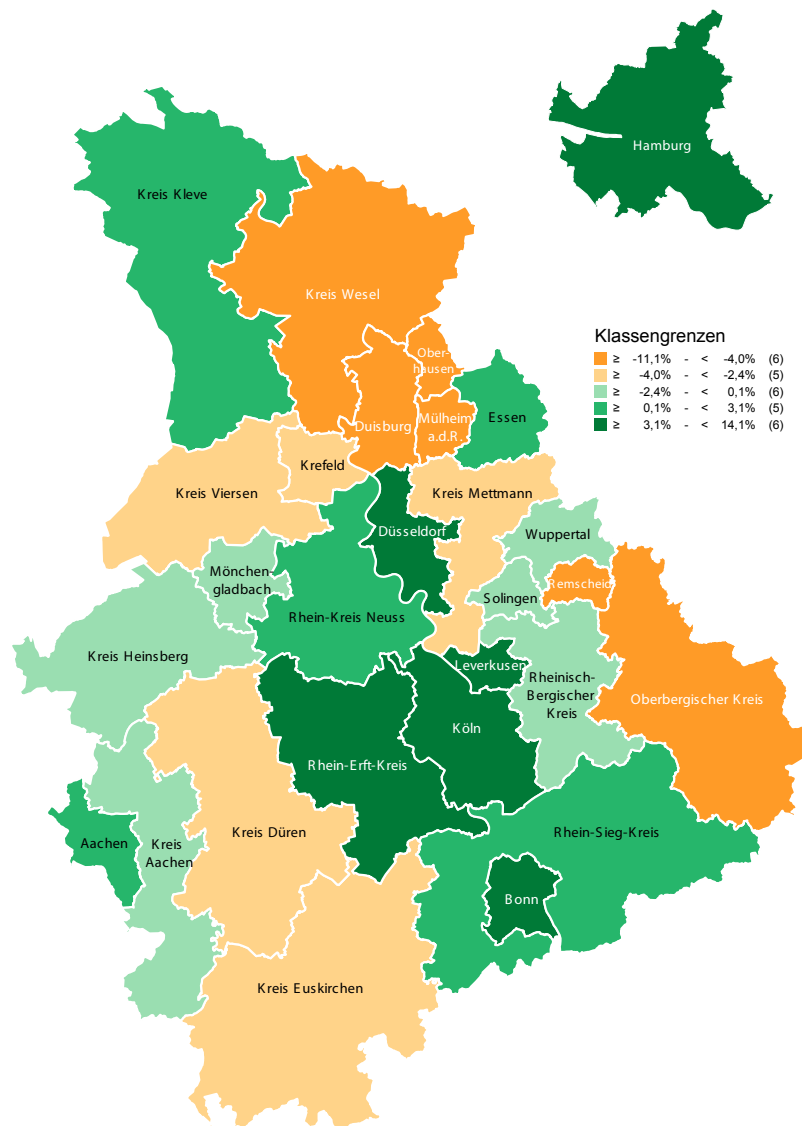 Hamburg
Kreis Kleve
Kreis Wesel
Klassengrenzen
≥ -11,1% - < -4,0% (6)
≥ -4,0% - < -2,4% (5)
≥ -2,4% - < 0,1% (6)
≥ 0,1% - < 3,1% (5)
≥ 3,1% - < 14,1% (6)
Ober-
hausen
Duisburg
Mülheim
a.d.R.
Essen
Krefeld
Kreis Viersen
Kreis Mettmann
Düsseldorf
Wuppertal
Mönchen-
gladbach
Remscheid
Solingen
Rhein-Kreis Neuss
Kreis Heinsberg
Leverkusen
Rheinisch-
Bergischer
Kreis
Oberbergischer Kreis
Köln
Rhein-Erft-Kreis
Kreis Düren
Rhein-Sieg-Kreis
Aachen
Kreis
Aachen
Bonn
Kreis Euskirchen